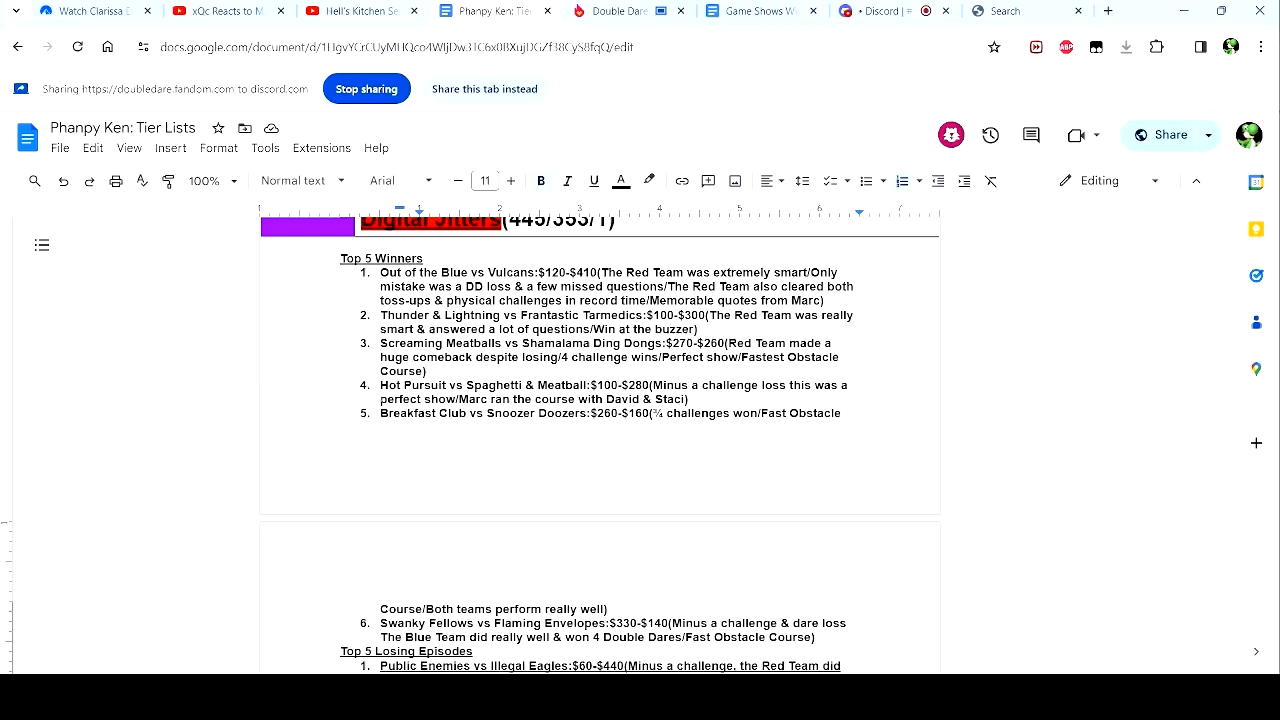 Watch Clarissa E
xQc Reacts to M
Hell's Kitchen Se
Phanpy Ken: Tie
Double Dare
Game Shows W
• Discord | #
Search
docs.google.com/document/d/
Sharing https://doubledare.fandom.com to discord.com
Stop sharing
Share this tab instead
Phanpy Ken: Tier Lists
File Edit View Insert Format Tools Extensions Help
Share
100% Normal text Arial 11 B I U A Editing
1 1 2 3 4 5 6 7
Digital Jitters(445/355/1)
Top 5 Winners
1. Out of the Blue vs Vulcans:$120-$410(The Red Team was extremely smart/Only
mistake was a DD loss & a few missed questions/The Red Team also cleared both
toss-ups & physical challenges in record time/Memorable quotes from Marc)
2. Thunder & Lightning vs Frantastic Tarmedics:$100-$300(The Red Team was really
smart & answered a lot of questions/Win at the buzzer)
3. Screaming Meatballs vs Shamalama Ding Dongs:$270-$260(Red Team made a
huge comeback despite losing/4 challenge wins/Perfect show/Fastest Obstacle
Course)
4. Hot Pursuit vs Spaghetti & Meatball:$100-$280(Minus a challenge loss this was a
perfect show/Marc ran the course with David & Staci)
5. Breakfast Club vs Snoozer Doozers:$260-$160(¾ challenges won/Fast Obstacle
Course/Both teams perform really well)
6. Swanky Fellows vs Flaming Envelopes:$330-$140(Minus a challenge & dare loss
The Blue Team did really well & won 4 Double Dares/Fast Obstacle Course)
Top 5 Losing Episodes
1. Public Enemies vs Illegal Eagles:$60-$440(Minus a challenge, the Red Team did